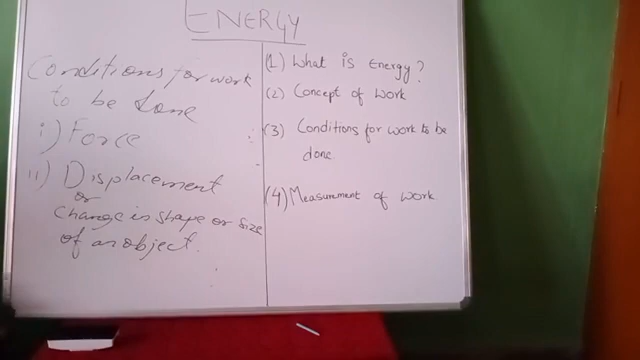 ENERGY
Conditions for work
to be done
i) Force
ii) Displacement
or
change in shape or size
of an object.
(1) What is Energy?
(2) Concept of Work
(3) Conditions for work to be
done.
(4) Measurement of work